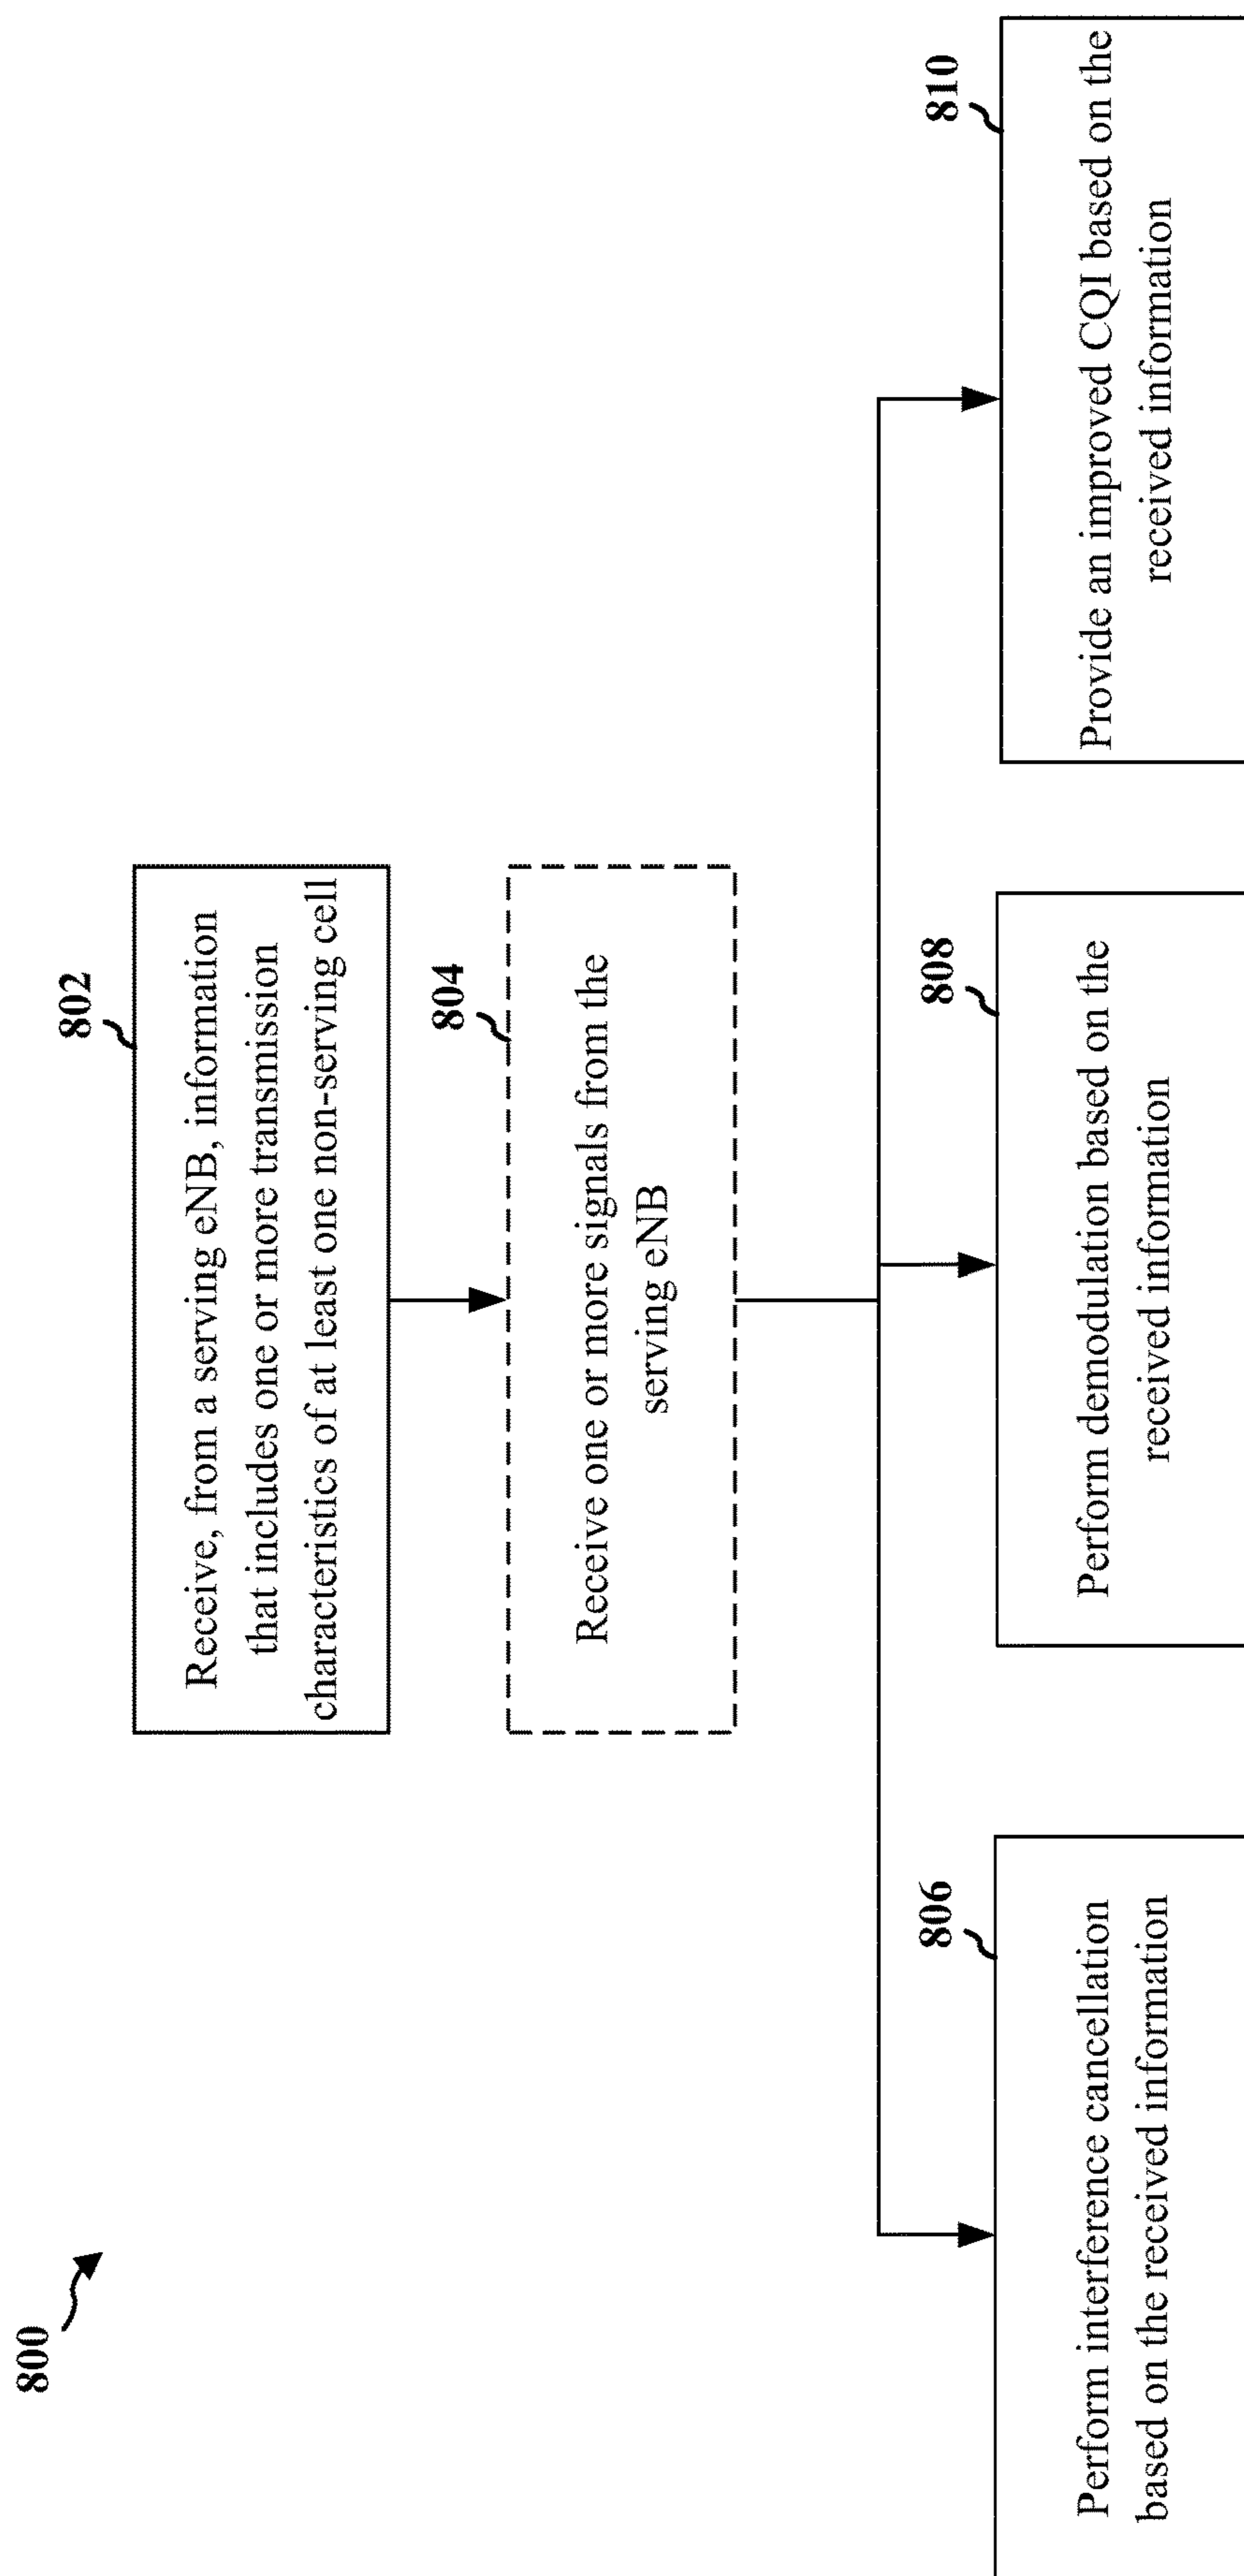 800
802
Receive, from a serving eNB, information
that includes one or more transmission
characteristics of at least one non-serving cell
804
Receive one or more signals from the
serving eNB
806
Perform interference cancellation
based on the received information
808
Perform demodulation based on the
received information
810
Provide an improved CQI based on the
received information